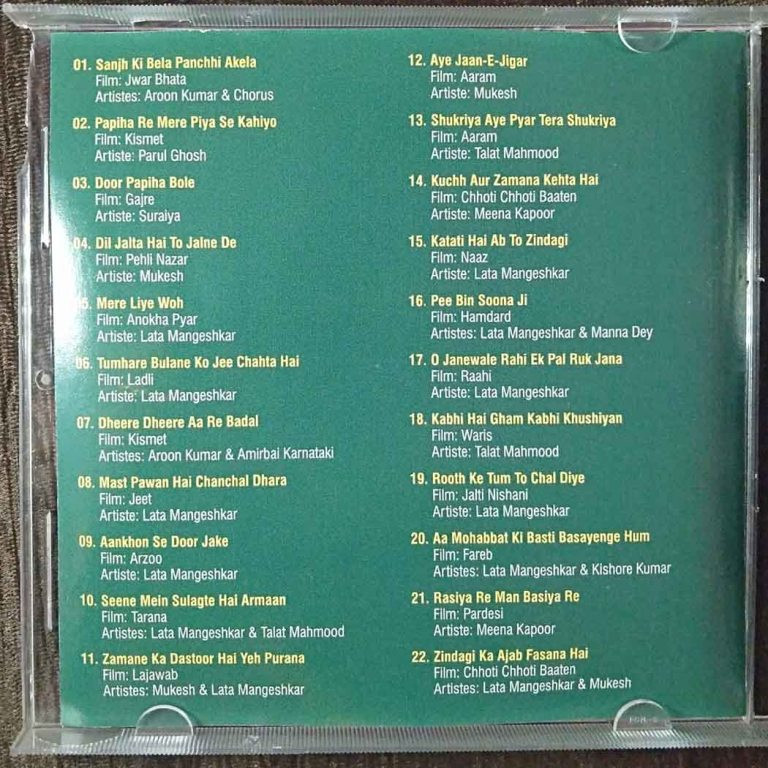 01. Sanjh Ki Bela Panchhi Akela
Film: Jwar Bhata
Artistes: Aroon Kumar & Chorus
02. Papiha Re Mere Piya Se Kahiyo
Film: Kismet
Artiste: Parul Ghosh
03. Door Papiha Bole
Film: Gajre
Artiste: Suraiya
04. Dil Jalta Hai To Jalne De
Film: Pehli Nazar
Artiste: Mukesh
05. Mere Liye Woh
Film: Anokha Pyar
Artiste: Lata Mangeshkar
06. Tumhare Bulane Ko Jee Chahta Hai
Film: Ladli
Artiste: Lata Mangeshkar
07. Dheere Dheere Aa Re Badal
Film: Kismet
Artistes: Aroon Kumar & Amirbai Karnataki
08. Mast Pawan Hai Chanchal Dhara
Film: Jeet
Artiste: Lata Mangeshkar
09. Aankhon Se Door Jake
Film: Arzoo
Artiste: Lata Mangeshkar
10. Seene Mein Sulagte Hai Armaan
Film: Tarana
Artistes: Lata Mangeshkar & Talat Mahmood
11. Zamane Ka Dastoor Hai Yeh Purana
Film: Lajawab
Artistes: Mukesh & Lata Mangeshkar
12. Aye Jaan-E-Jigar
Film: Aaram
Artiste: Mukesh
13. Shukriya Aye Pyar Tera Shukriya
Film: Aaram
Artiste: Talat Mahmood
14. Kuchh Aur Zamana Kehta Hai
Film: Chhoti Chhoti Baaten
Artiste: Meena Kapoor
15. Katati Hai Ab To Zindagi
Film: Naaz
Artiste: Lata Mangeshkar
16. Pee Bin Soona Ji
Film: Hamdard
Artistes: Lata Mangeshkar & Manna Dey
17. O Janewale Rahi Ek Pal Ruk Jana
Film: Raahi
Artiste: Lata Mangeshkar
18. Kabhi Hai Gham Kabhi Khushiyan
Film: Waris
Artiste: Talat Mahmood
19. Rooth Ke Tum To Chal Diye
Film: Jalti Nishani
Artiste: Lata Mangeshkar
20. Aa Mohabbat Ki Basti Basayenge Hum
Film: Fareb
Artistes: Lata Mangeshkar & Kishore Kumar
21. Rasiya Re Man Basiya Re
Film: Pardesi
Artiste: Meena Kapoor
22. Zindagi Ka Ajab Fasana Hai
Film: Chhoti Chhoti Baaten
Artistes: Lata Mangeshkar & Mukesh